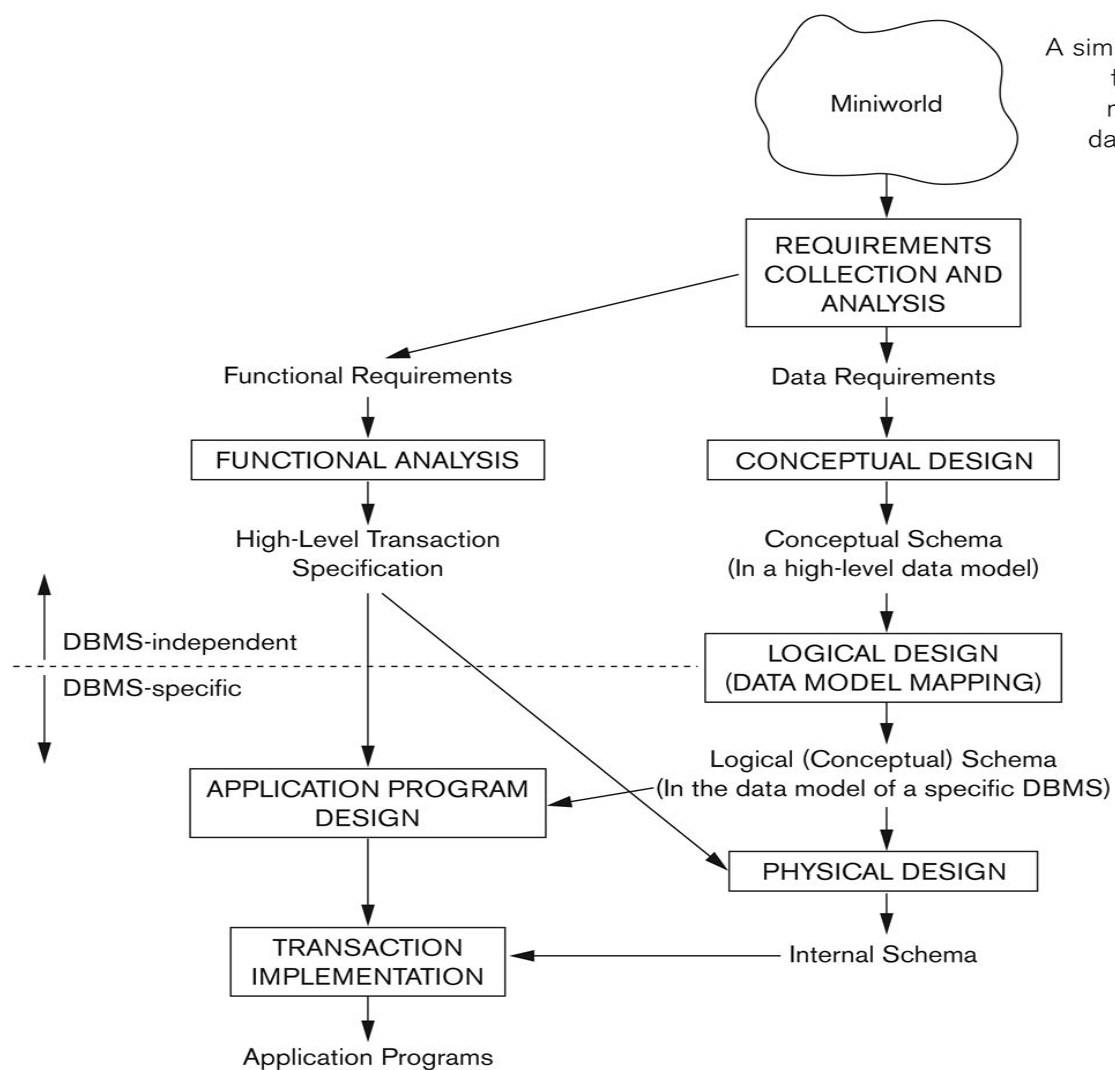 Miniworld
A sim
t
n
da
REQUIREMENTS
COLLECTION AND
ANALYSIS
Functional Requirements
Data Requirements
FUNCTIONAL ANALYSIS
CONCEPTUAL DESIGN
High-Level Transaction
Specification
Conceptual Schema
(In a high-level data model)
DBMS-independent
DBMS-specific
LOGICAL DESIGN
(DATA MODEL MAPPING)
Logical (Conceptual) Schema
(In the data model of a specific DBMS)
APPLICATION PROGRAM
DESIGN
PHYSICAL DESIGN
TRANSACTION
IMPLEMENTATION
Internal Schema
Application Programs